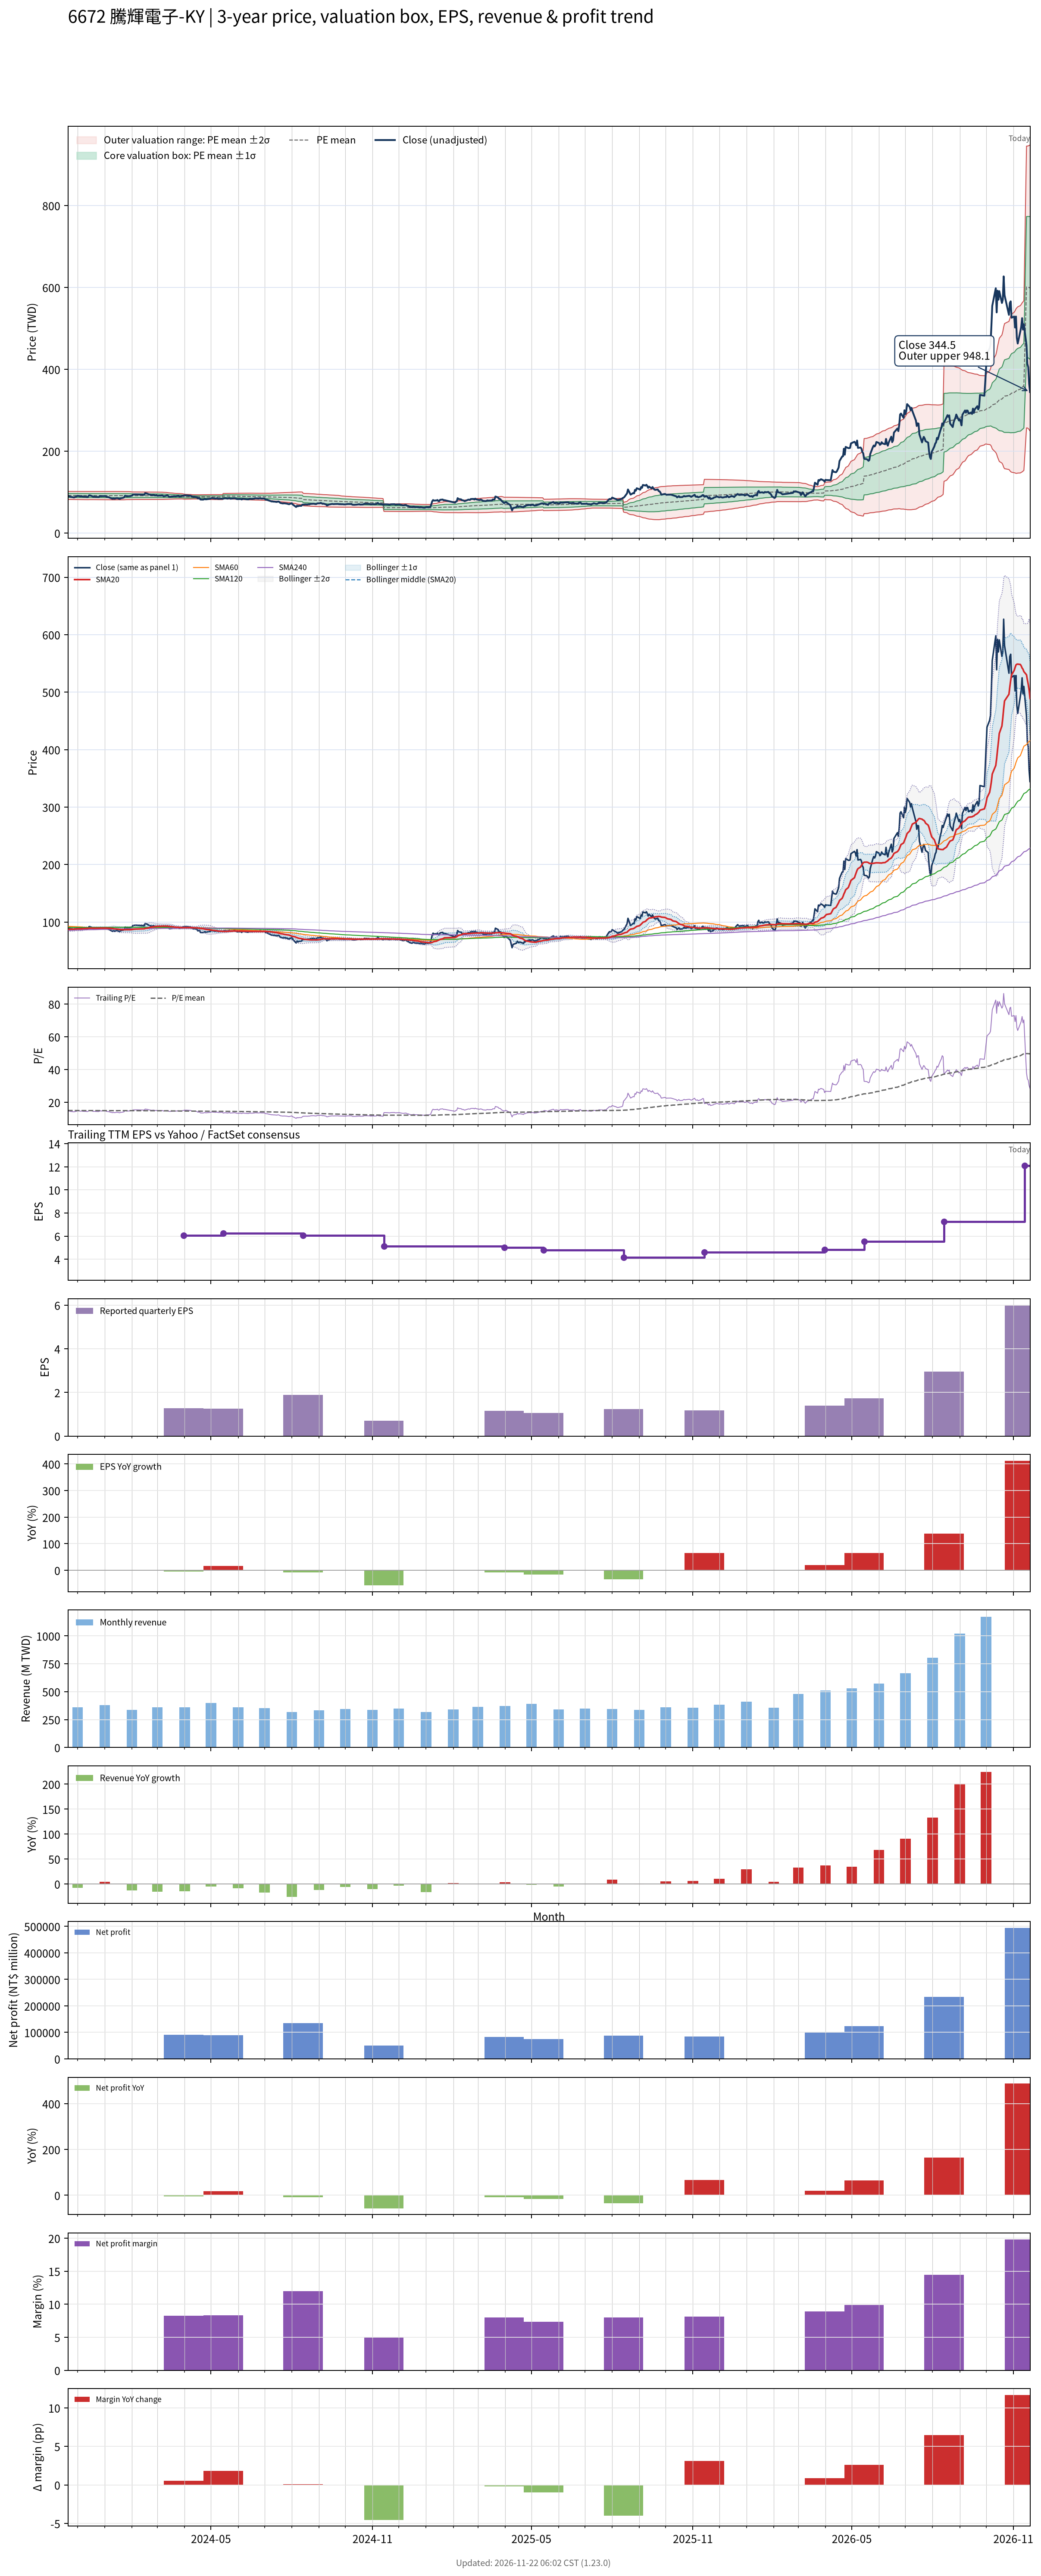 6672 騰輝電子-KY | 3-year price, valuation box, EPS, revenue & profit trend
Outer valuation range: PE mean ±2σ
PE mean
Close (unadjusted)
Core valuation box: PE mean ±1σ
Today
Price (TWD)
800
600
400
200
0
Close 344.5
Outer upper 948.1
Close (same as panel 1)
SMA60
SMA240
Bollinger ±1σ
SMA20
SMA120
Bollinger ±2σ
Bollinger middle (SMA20)
Price
700
600
500
400
300
200
100
Trailing P/E
P/E mean
P/E
80
60
40
20
Trailing TTM EPS vs Yahoo / FactSet consensus
Today
EPS
14
12
10
8
6
4
Reported quarterly EPS
EPS
6
4
2
0
EPS YoY growth
YoY (%)
400
300
200
100
0
Monthly revenue
Revenue (M TWD)
1000
750
500
250
0
Revenue YoY growth
YoY (%)
200
150
100
50
0
Month
Net profit
Net profit (NT$ million)
500000
400000
300000
200000
100000
0
Net profit YoY
YoY (%)
400
200
0
Net profit margin
Margin (%)
20
15
10
5
0
Margin YoY change
Δ margin (pp)
10
5
0
-5
2024-05
2024-11
2025-05
2025-11
2026-05
2026-11
Updated: 2026-11-22 06:02 CST (1.23.0)